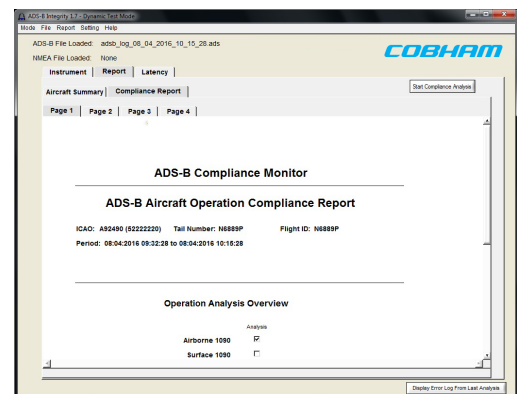 ADS-B Integrity 1.7 - Dynamic Test Mode
Mode File Report Setting Help
ADS-B File Loaded: adsb_log_08_04_2016_10_15_28.ads
COBHAM
NMEA File Loaded: None
Instrument Report Latency
Aircraft Summary Compliance Report
Start Compliance Analysis
Page 1 Page 2 Page 3 Page 4
ADS-B Compliance Monitor
ADS-B Aircraft Operation Compliance Report
ICAO: A92490 (52222220) Tail Number: N6889P Flight ID: N6889P
Period: 08:04:2016 09:32:28 to 08:04:2016 10:15:28
Operation Analysis Overview
Analysis
Airborne 1090
Surface 1090
Display Error Log From Last Analysis